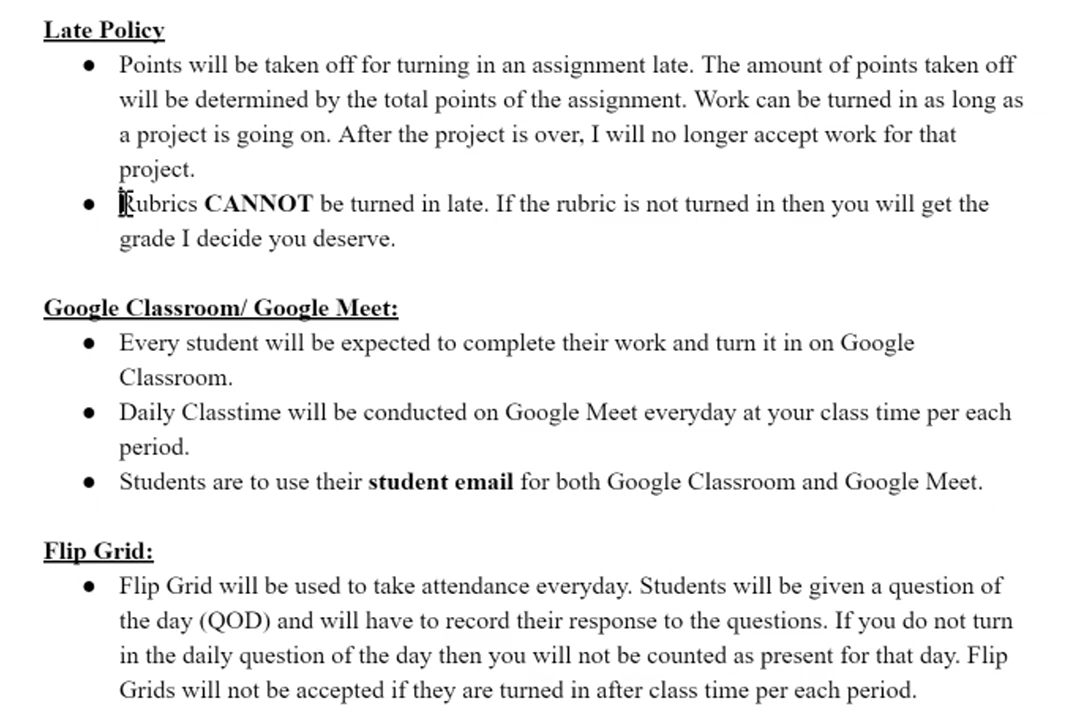 Late Policy
● Points will be taken off for turning in an assignment late. The amount of points taken off
will be determined by the total points of the assignment. Work can be turned in as long as
a project is going on. After the project is over, I will no longer accept work for that
project.
● Rubrics CANNOT be turned in late. If the rubric is not turned in then you will get the
grade I decide you deserve.
Google Classroom/ Google Meet:
● Every student will be expected to complete their work and turn it in on Google
Classroom.
● Daily Classtime will be conducted on Google Meet everyday at your class time per each
period.
● Students are to use their student email for both Google Classroom and Google Meet.
Flip Grid:
● Flip Grid will be used to take attendance everyday. Students will be given a question of
the day (QOD) and will have to record their response to the questions. If you do not turn
in the daily question of the day then you will not be counted as present for that day. Flip
Grids will not be accepted if they are turned in after class time per each period.